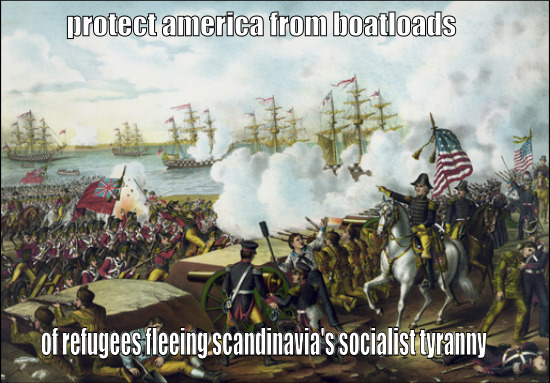 protect america from boatloads
of refugees fleeing scandinavia's socialist tyranny